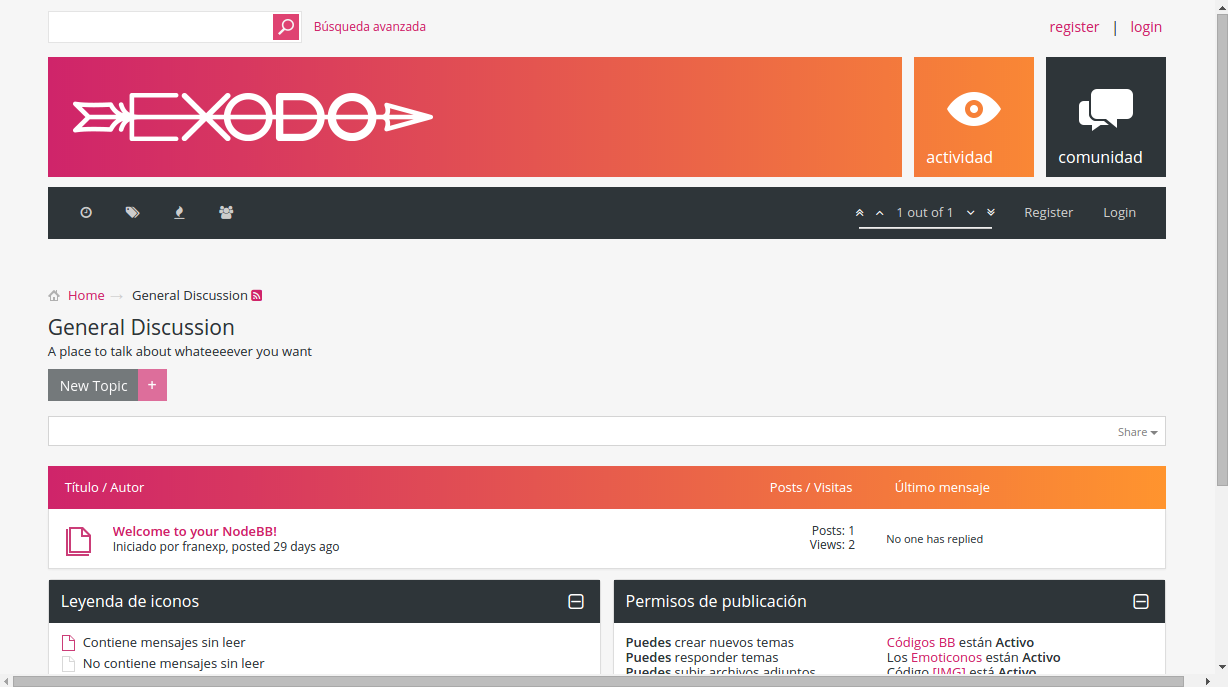 Búsqueda avanzada
register | login
EXODO
actividad
comunidad
1 out of 1
Register
Login
Home → General Discussion
General Discussion
A place to talk about whateeeever you want
New Topic +
Share
Título / Autor
Posts / Visitas
Último mensaje
Welcome to your NodeBB!
Iniciado por franexp, posted 29 days ago
Posts: 1
Views: 2
No one has replied
Leyenda de iconos
Contiene mensajes sin leer
No contiene mensajes sin leer
Permisos de publicación
Puedes crear nuevos temas
Puedes responder temas
Puedes subir archivos adjuntos
Códigos BB están Activo
Los Emoticonos están Activo
Código [IMG] está Activo